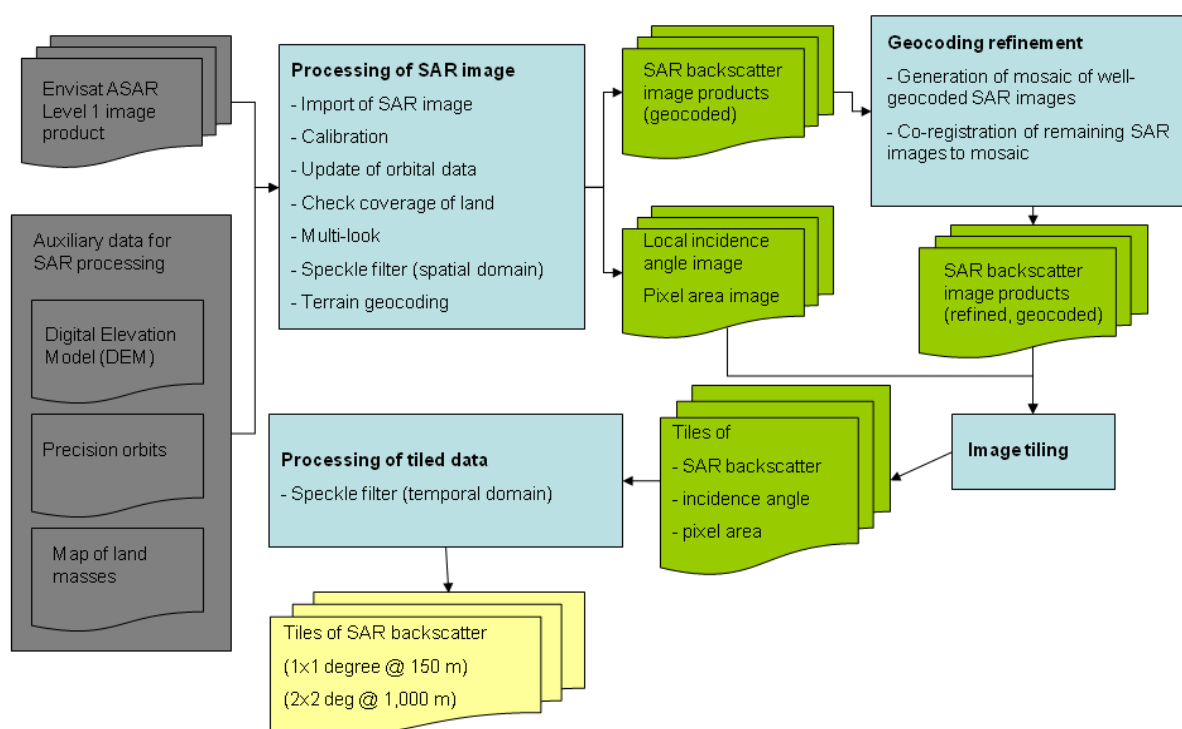 Envisat ASAR
Level 1 image
product
Auxiliary data for
SAR processing
Digital Elevation
Model (DEM)
Precision orbits
Map of land
masses
Processing of SAR image
- Import of SAR image
- Calibration
- Update of orbital data
- Check coverage of land
- Multi-look
- Speckle filter (spatial domain)
- Terrain geocoding
SAR backscatter
image products
(geocoded)
Local incidence
angle image
Pixel area image
Geocoding refinement
- Generation of mosaic of well-
geocoded SAR images
- Co-registration of remaining SAR
images to mosaic
SAR backscatter
image products
(refined, geocoded)
Image tiling
Tiles of
- SAR backscatter
- incidence angle
- pixel area
Processing of tiled data
- Speckle filter (temporal domain)
Tiles of SAR backscatter
(1x1 degree @ 150 m)
(2x2 deg @ 1,000 m)